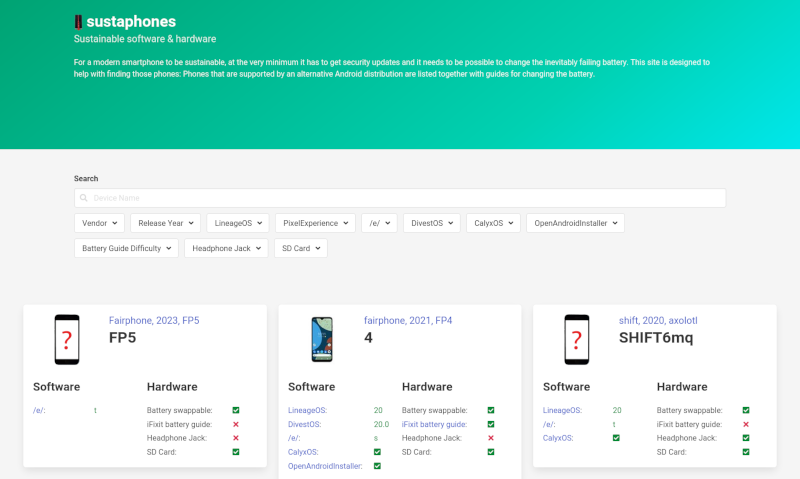 sustaphones
Sustainable software & hardware
For a modern smartphone to be sustainable, at the very minimum it has to get security updates and it needs to be possible to change the inevitably failing battery. This site is designed to
help with finding those phones: Phones that are supported by an alternative Android distribution are listed together with guides for changing the battery.
Search
Device Name
Vendor Release Year LineageOS PixelExperience /e/ DivestOS CalyxOS OpenAndroidInstaller
Battery Guide Difficulty Headphone Jack SD Card
?
Fairphone, 2023, FP5
FP5
Software Hardware
/e/: t Battery swappable:
iFixit battery guide:
Headphone Jack:
SD Card:
fairphone, 2021, FP4
4
Software Hardware
LineageOS: 20 Battery swappable:
DivestOS: 20.0 iFixit battery guide:
/e/: s Headphone Jack:
CalyxOS: SD Card:
OpenAndroidInstaller:
?
shift, 2020, axolotl
SHIFT6mq
Software Hardware
LineageOS: 20 Battery swappable:
/e/: t iFixit battery guide:
CalyxOS: Headphone Jack:
SD Card: